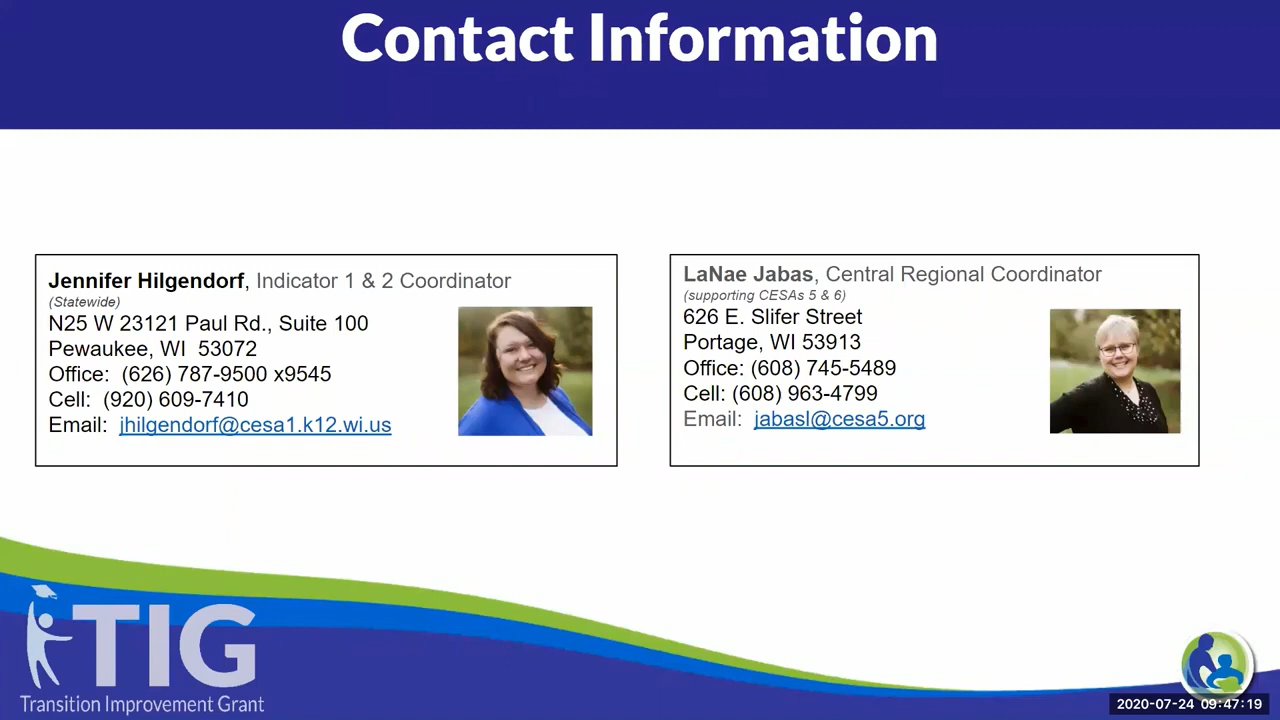 Contact Information
Jennifer Hilgendorf, Indicator 1 & 2 Coordinator
(Statewide)
N25 W 23121 Paul Rd., Suite 100
Pewaukee, WI  53072
Office:  (626) 787-9500 x9545
Cell:  (920) 609-7410
Email:  jhilgendorf@cesa1.k12.wi.us
LaNae Jabas, Central Regional Coordinator
(supporting CESAs 5 & 6)
626 E. Slifer Street
Portage, WI 53913
Office: (608) 745-5489
Cell: (608) 963-4799
Email:  jabasl@cesa5.org
TIG
Transition Improvement Grant
2020-07-24 09:47:19